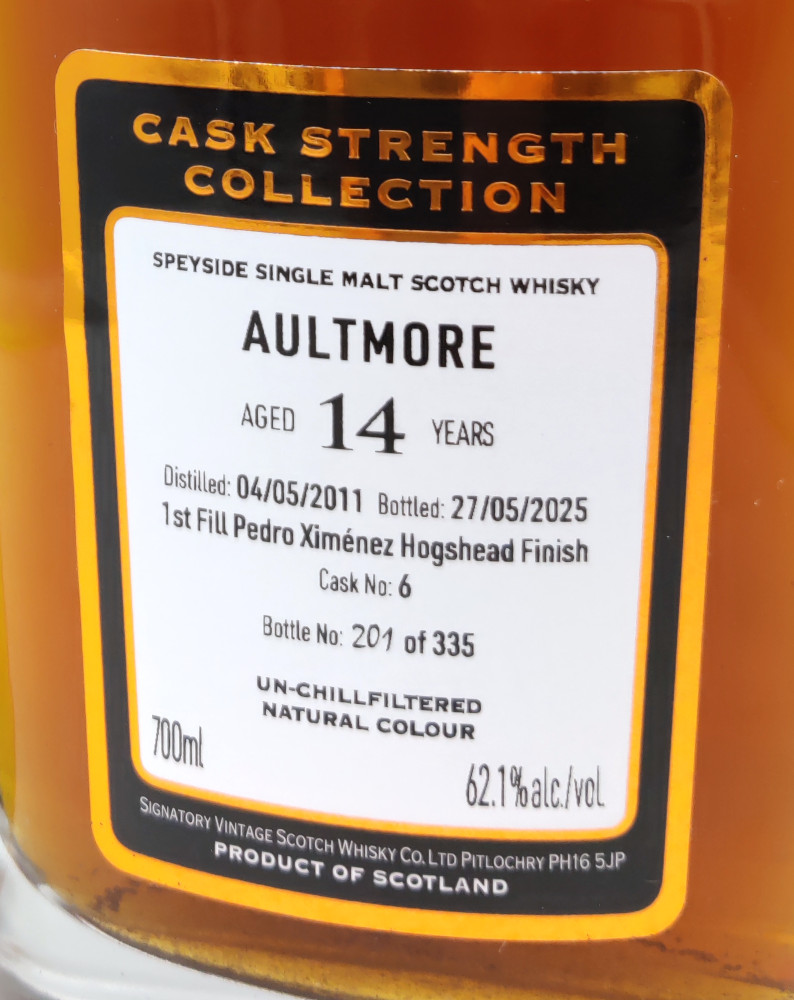 CASK STRENGTH
COLLECTION
SPEYSIDE SINGLE MALT SCOTCH WHISKY
AULTMORE
AGED 14 YEARS
Distilled: 04/05/2011 Bottled: 27/05/2025
1st Fill Pedro Ximénez Hogshead Finish
Cask No: 6
Bottle No: 201 of 335
UN-CHILLFILTERED
NATURAL COLOUR
700ml
62.1%alc./vol
SIGNATORY VINTAGE SCOTCH WHISKY CO. LTD PITLOCHRY PH16 5JP
PRODUCT OF SCOTLAND